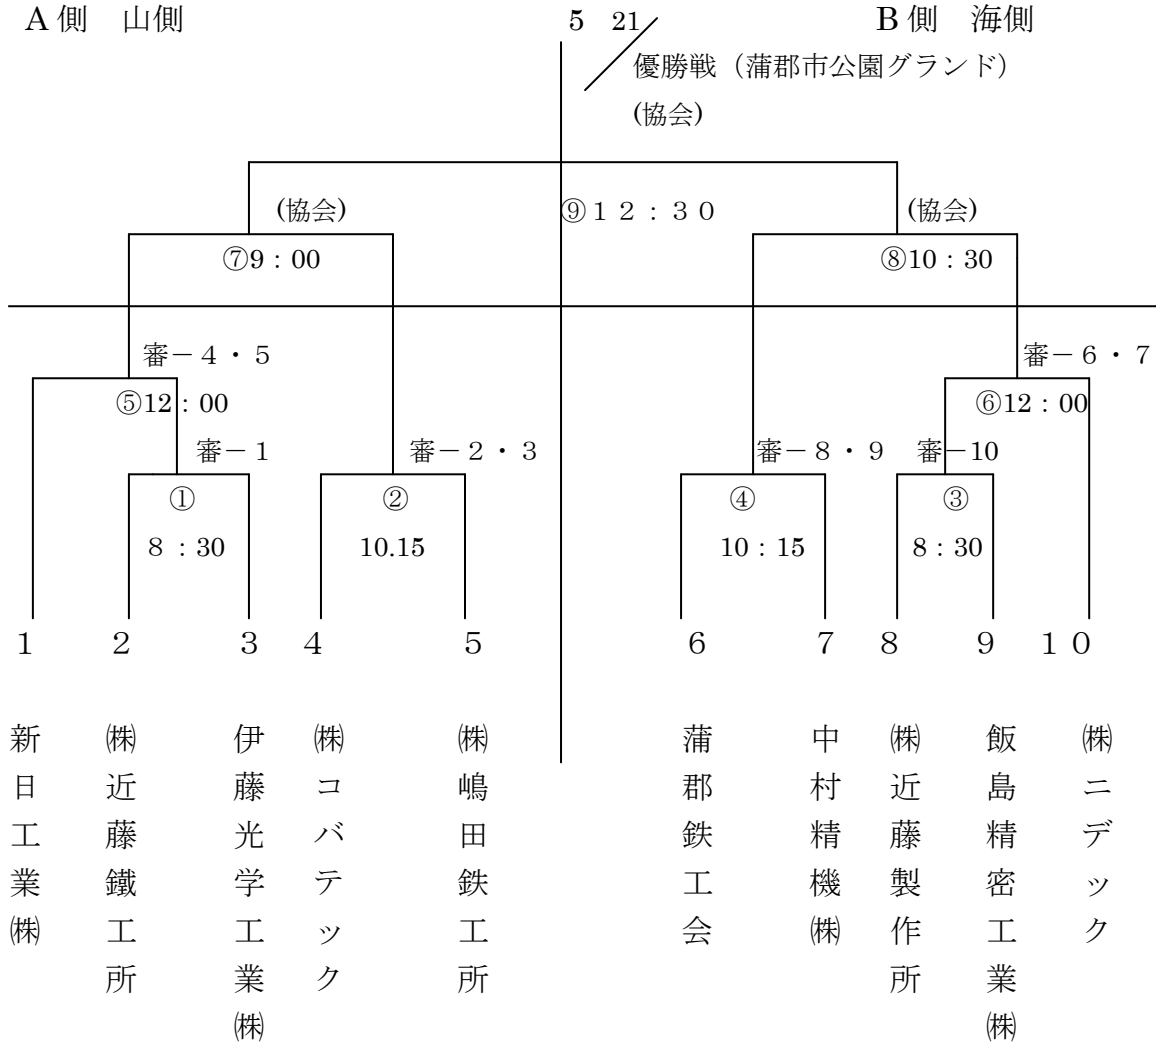 A側 山側
5 21
B側 海側
優勝戦（蒲郡市公園グランド）
(協会)
(協会)
⑨１２：３０
(協会)
⑦9：00
⑧10：30
審－４・５
審－６・７
⑤12：00
⑥12：00
審－１
審－２・３
審－８・９
審－10
①
②
④
③
８：30
10.15
10：15
8：30
１
２
３
４
５
６
７
８
９
１０
新日工業㈱
㈱近藤鐵工所
伊藤光学工業㈱
㈱コバテック
㈱嶋田鉄工所
蒲郡鉄工会
中村精機㈱
㈱近藤製作所
飯島精密工業㈱
㈱ニデック